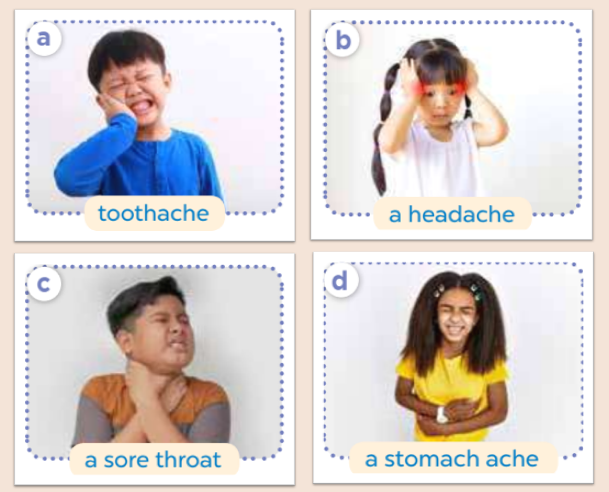 a
toothache
b
a headache
c
a sore throat
d
a stomach ache